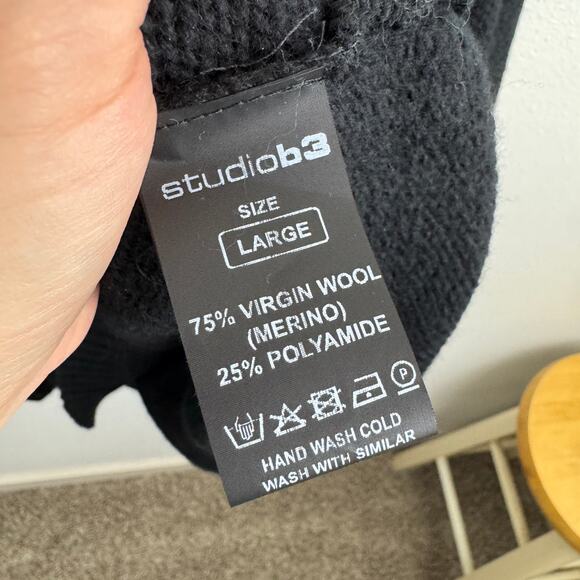 studiob3
SIZE
LARGE
75% VIRGIN WOOL
(MERINO)
25% POLYAMIDE
P
HAND WASH COLD
WASH WITH SIMILAR